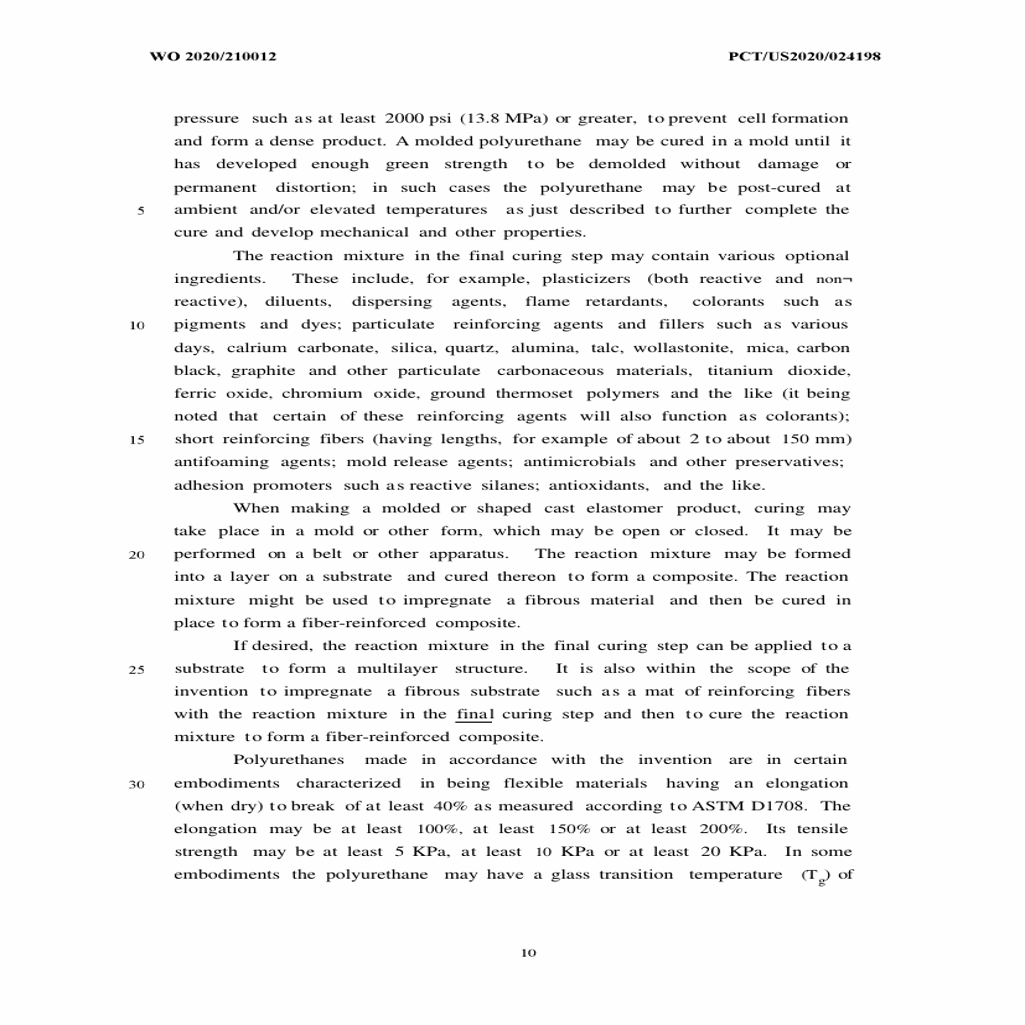 WO 2020/210012 PCT/US2020/024198
pressure such as at least 2000 psi (13.8 MPa) or greater, to prevent cell formation
and form a dense product. A molded polyurethane may be cured in a mold until it
has developed enough green strength to be demolded without damage or
permanent distortion; in such cases the polyurethane may be post-cured at
5 ambient and/or elevated temperatures as just described to further complete the
cure and develop mechanical and other properties.
The reaction mixture in the final curing step may contain various optional
ingredients. These include, for example, plasticizers (both reactive and non¬
reactive), diluents, dispersing agents, flame retardants, colorants such as
10 pigments and dyes; particulate reinforcing agents and fillers such as various
days, calrium carbonate, silica, quartz, alumina, talc, wollastonite, mica, carbon
black, graphite and other particulate carbonaceous materials, titanium dioxide,
ferric oxide, chromium oxide, ground thermoset polymers and the like (it being
noted that certain of these reinforcing agents will also function as colorants);
15 short reinforcing fibers (having lengths, for example of about 2 to about 150 mm)
antifoaming agents; mold release agents; antimicrobials and other preservatives;
adhesion promoters such as reactive silanes; antioxidants, and the like.
When making a molded or shaped cast elastomer product, curing may
take place in a mold or other form, which may be open or closed. It may be
20 performed on a belt or other apparatus. The reaction mixture may be formed
into a layer on a substrate and cured thereon to form a composite. The reaction
mixture might be used to impregnate a fibrous material and then be cured in
place to form a fiber-reinforced composite.
If desired, the reaction mixture in the final curing step can be applied to a
25 substrate to form a multilayer structure. It is also within the scope of the
invention to impregnate a fibrous substrate such as a mat of reinforcing fibers
with the reaction mixture in the final curing step and then to cure the reaction
mixture to form a fiber-reinforced composite.
Polyurethanes made in accordance with the invention are in certain
30 embodiments characterized in being flexible materials having an elongation
(when dry) to break of at least 40% as measured according to ASTM D1708. The
elongation may be at least 100%, at least 150% or at least 200%. Its tensile
strength may be at least 5 KPa, at least 10 KPa or at least 20 KPa. In some
embodiments the polyurethane may have a glass transition temperature (Tg) of
10